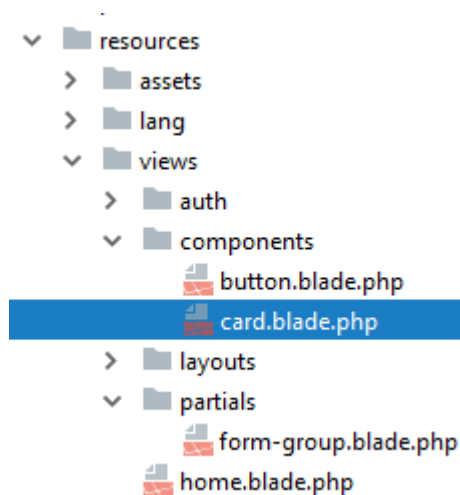 resources
assets
lang
views
auth
components
button.blade.php
card.blade.php
layouts
partials
form-group.blade.php
home.blade.php